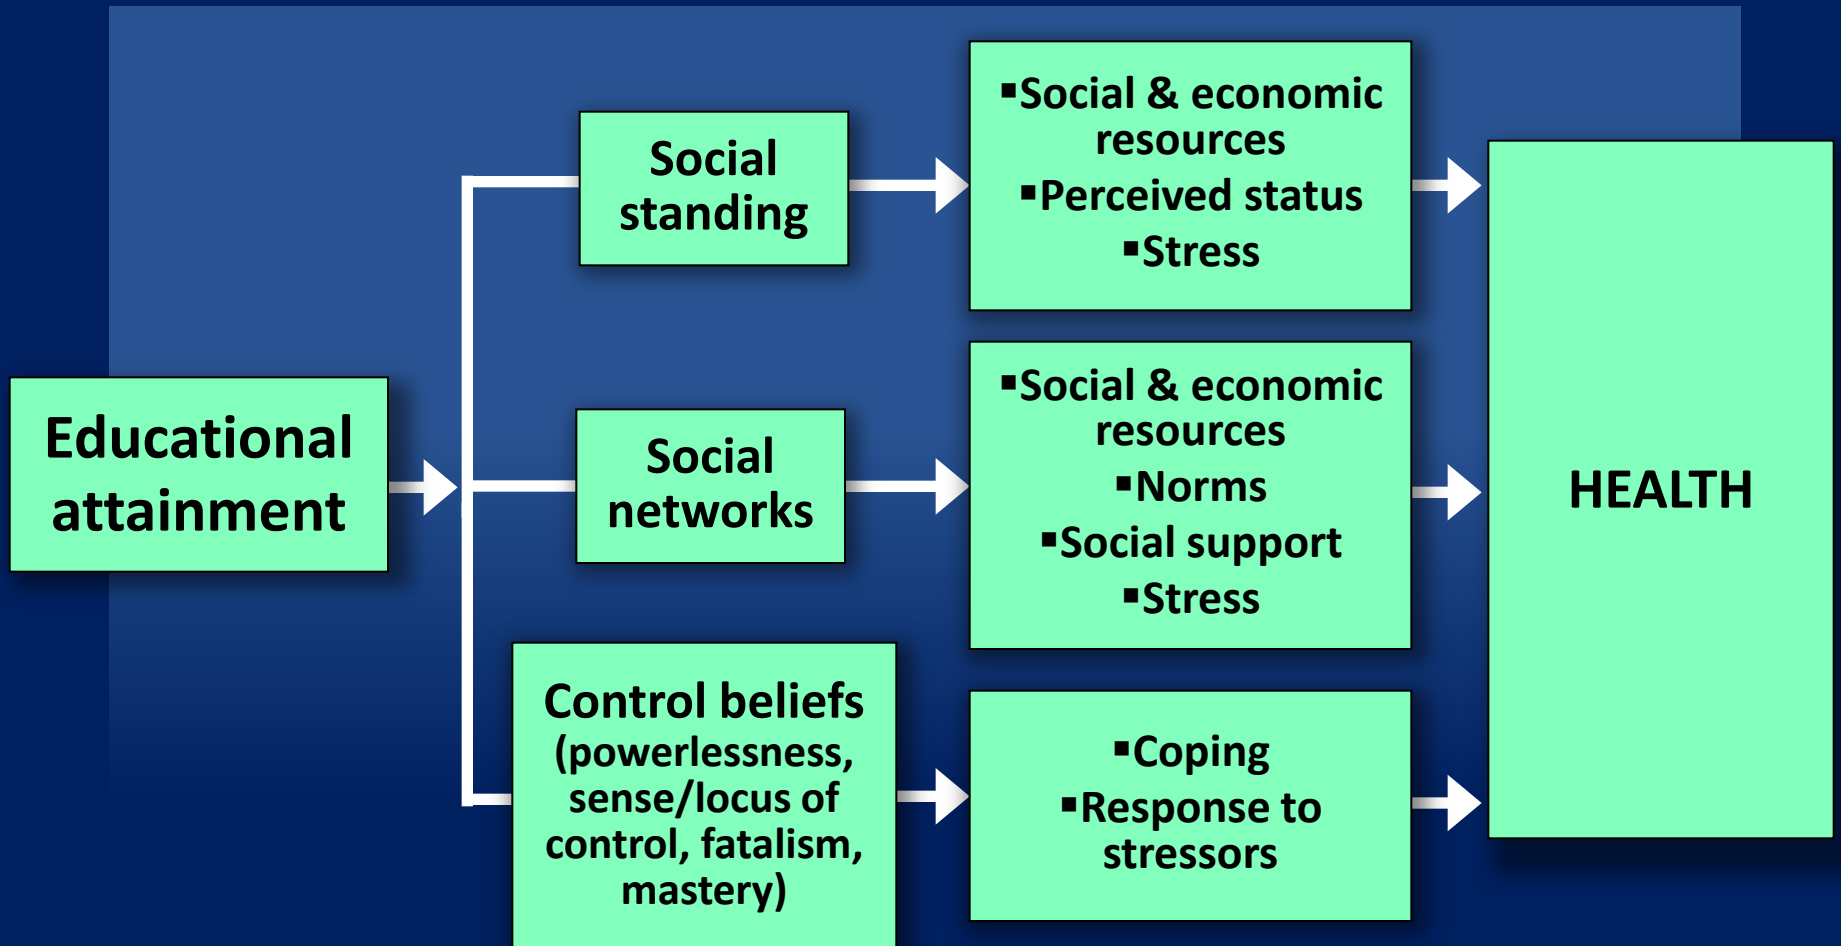 Educational
attainment
Social
standing
▪Social & economic
resources
▪Perceived status
▪Stress
Social
networks
▪Social & economic
resources
▪Norms
▪Social support
▪Stress
Control beliefs
(powerlessness,
sense/locus of
control, fatalism,
mastery)
▪Coping
▪Response to
stressors
HEALTH